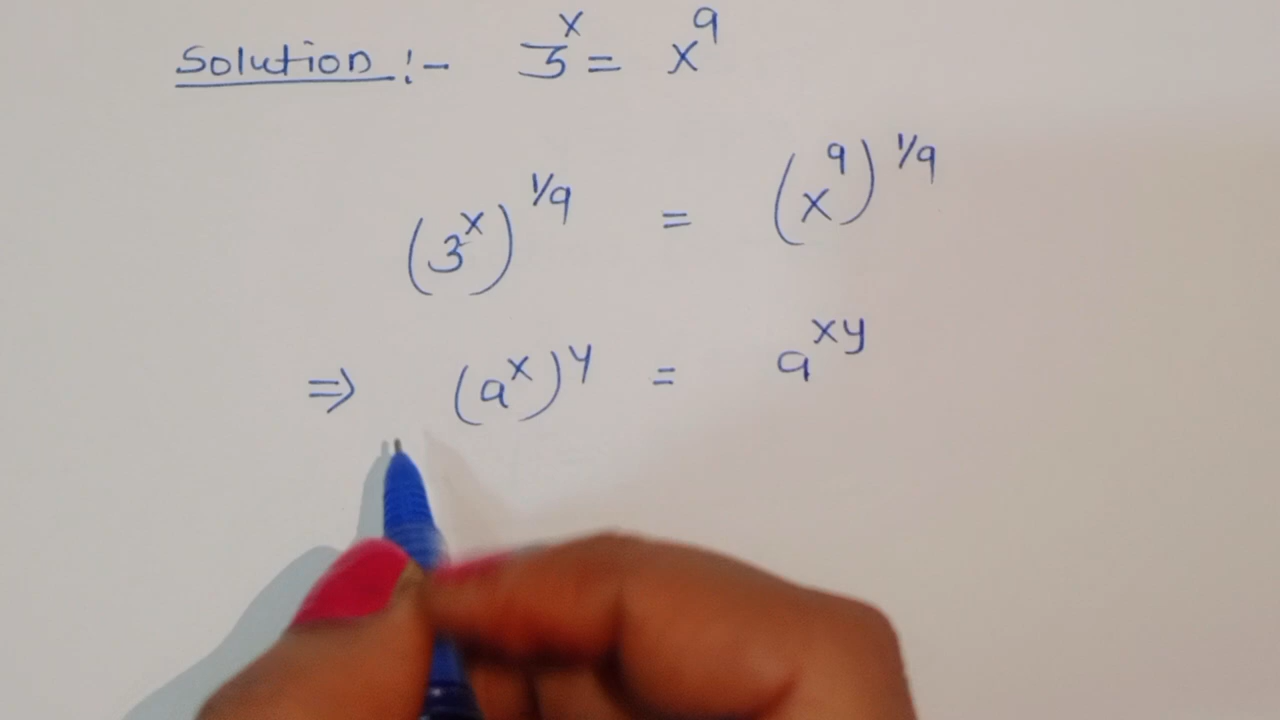 Solution :- 3^x = x^9
(3^x)^1/9 = (x^9)^1/9
⇒ (a^x)^y = a^xy